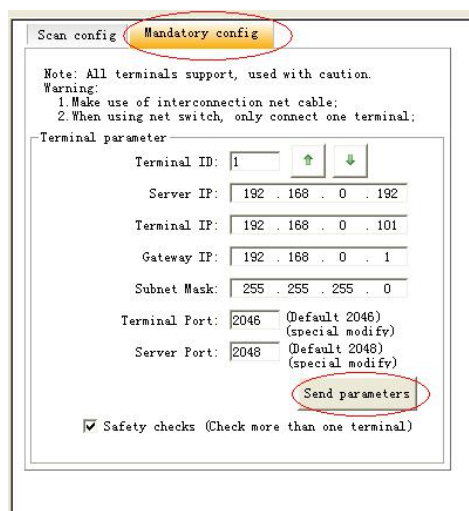 Scan config
Mandatory config
Note: All terminals support, used with caution.
Warning:
1.Make use of interconnection net cable;
2.When using net switch, only connect one terminal;
Terminal parameter
Terminal ID: 1
Server IP: 192 . 168 . 0 . 192
Terminal IP: 192 . 168 . 0 . 101
Gateway IP: 192 . 168 . 0 . 1
Subnet Mask: 255 . 255 . 255 . 0
Terminal Port: 2046 (Default 2046)
(special modify)
Server Port: 2048 (Default 2048)
(special modify)
Send parameters
Safety checks (Check more than one terminal)